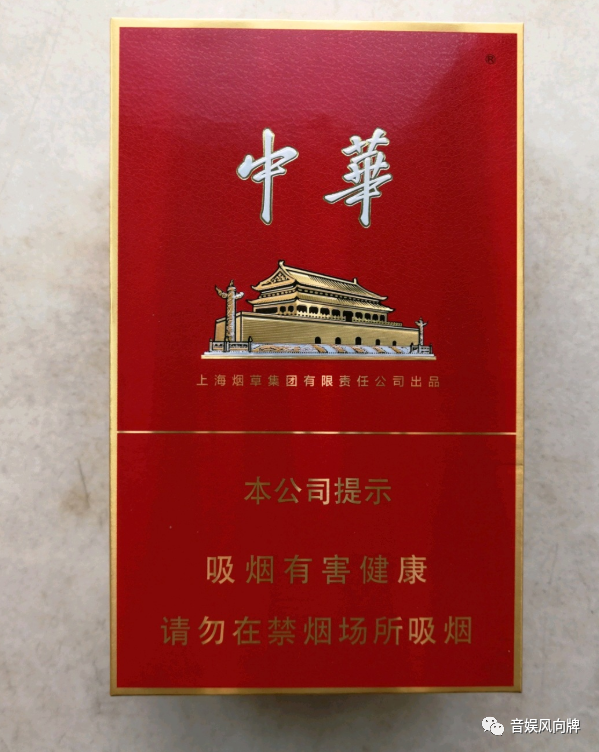 ®
中華
上海烟草集团有限责任公司出品
本公司提示
吸烟有害健康
请勿在禁烟场所吸烟
音娱风向牌